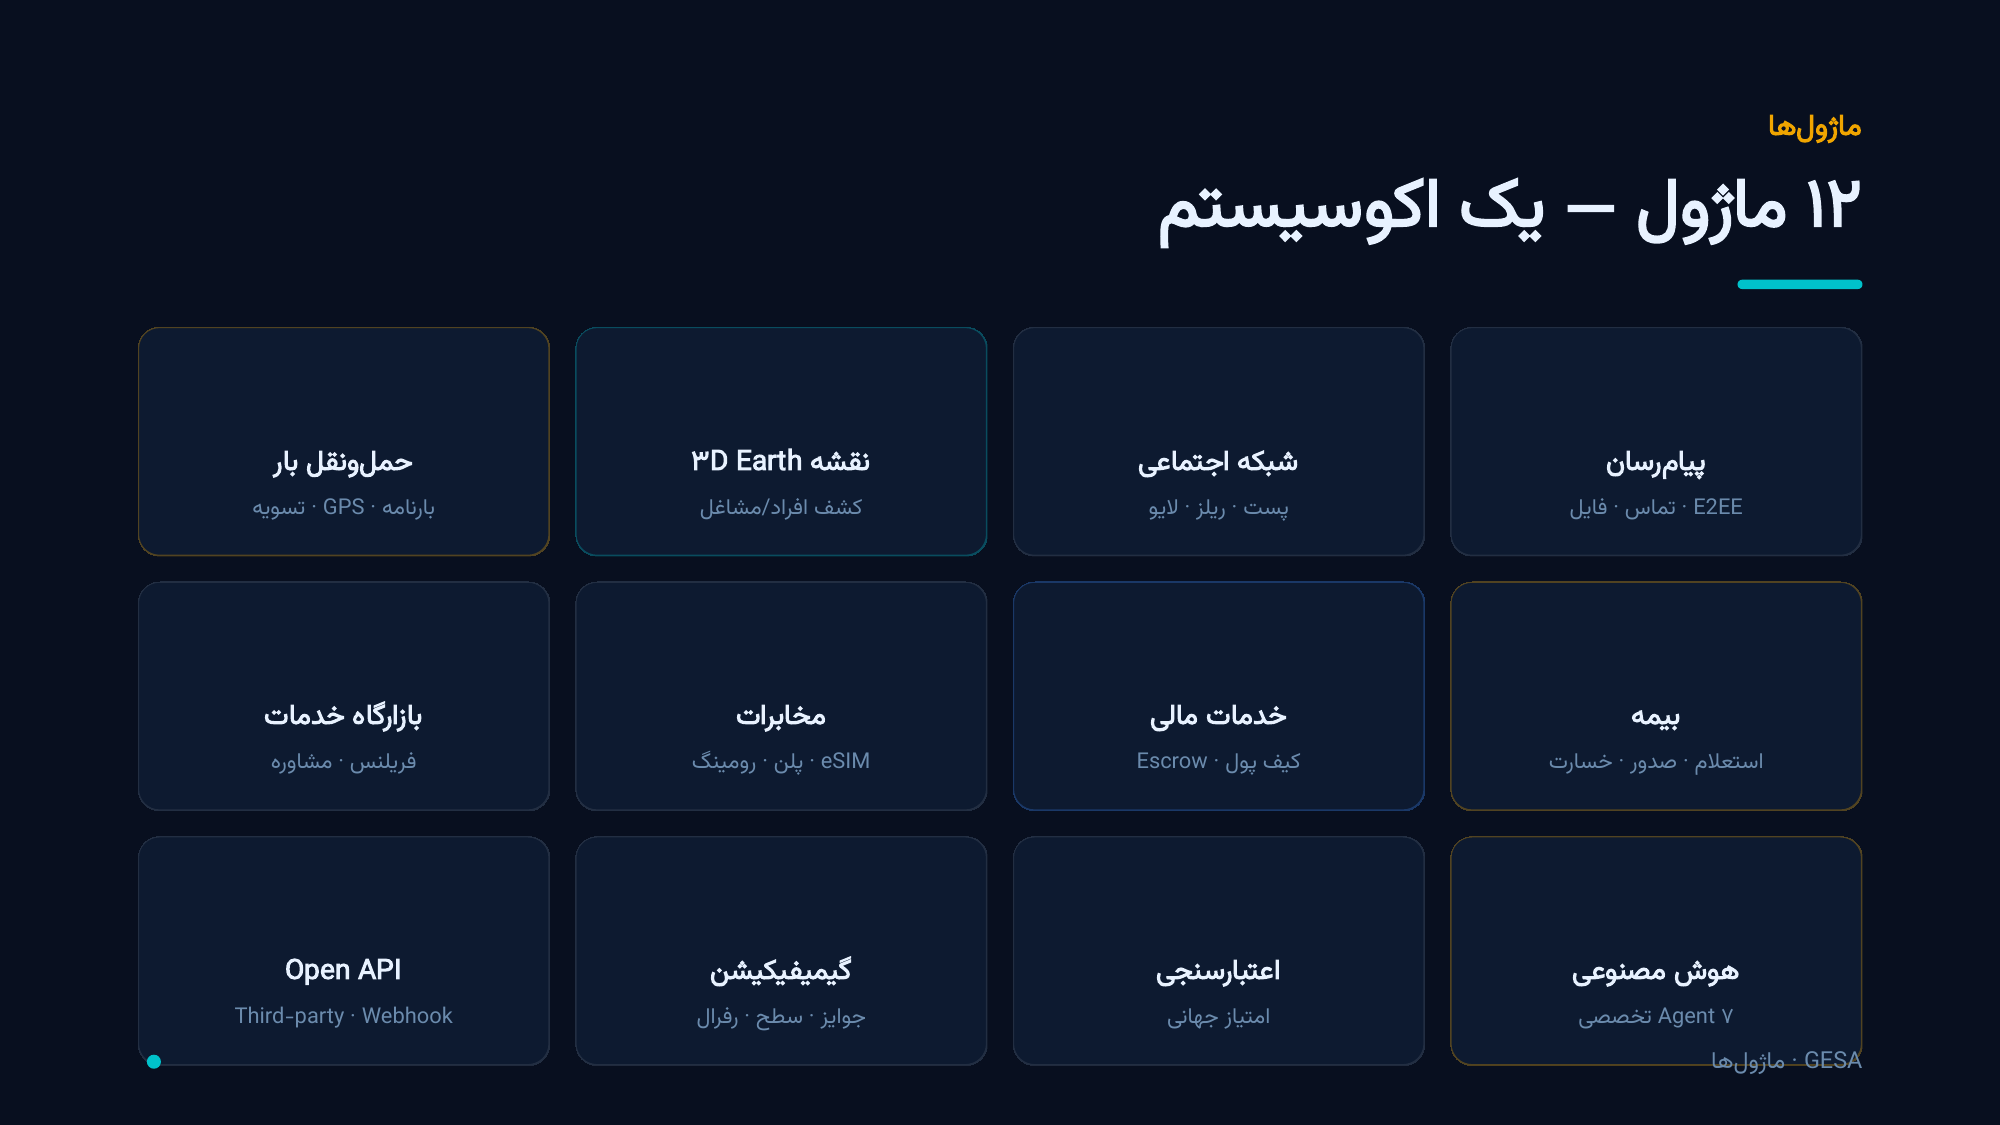 ماژول‌ها
۱۲ ماژول — یک اکوسیستم
پیام‌رسان
E2EE · تماس · فایل
شبکه اجتماعی
پست · ریلز · لایو
نقشه ۳D Earth
کشف افراد/مشاغل
حمل‌ونقل بار
بارنامه · GPS · تسویه
بیمه
استعلام · صدور · خسارت
خدمات مالی
کیف پول · Escrow
مخابرات
eSIM · پلن · رومینگ
بازارگاه خدمات
فریلنس · مشاوره
هوش مصنوعی
۷ Agent تخصصی
اعتبارسنجی
امتیاز جهانی
گیمیفیکیشن
جوایز · سطح · رفرال
Open API
Third-party · Webhook
GESA · ماژول‌ها